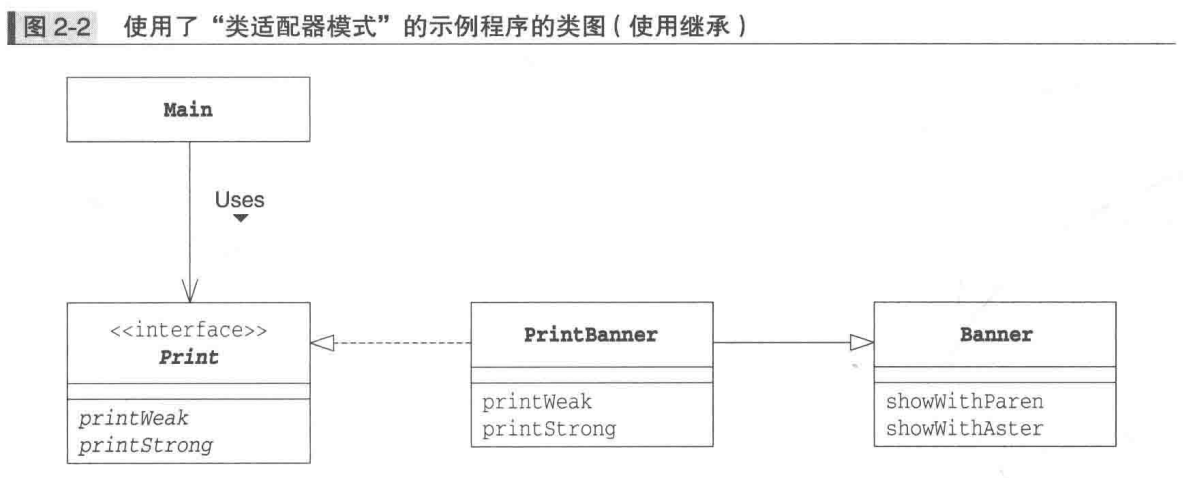 图 2-2 使用了“类适配器模式”的示例程序的类图（使用继承）
Main
Uses
<<interface>>
Print
printWeak
printStrong
PrintBanner
printWeak
printStrong
Banner
showWithParen
showWithAster